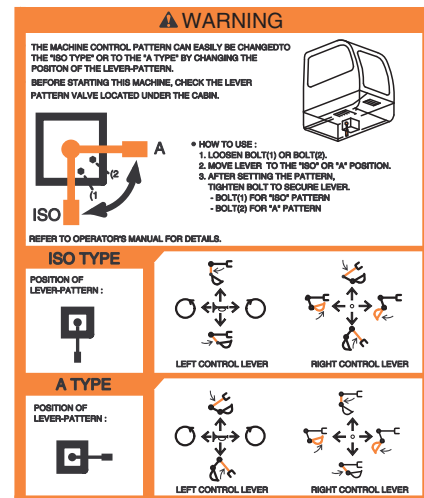 WARNING
THE MACHINE CONTROL PATTERN CAN EASILY BE CHANGEDTO
THE "ISO TYPE" OR TO THE "A TYPE" BY CHANGING THE
POSITON OF THE LEVER-PATTERN.
BEFORE STARTING THIS MACHINE, CHECK THE LEVER
PATTERN VALVE LOCATED UNDER THE CABIN.
A
(2
(1
ISO
• HOW TO USE :
1. LOOSEN BOLT(1) OR BOLT(2).
2. MOVE LEVER TO THE "ISO" OR "A" POSITION.
3. AFTER SETTING THE PATTERN,
TIGHTEN BOLT TO SECURE LEVER.
- BOLT(1) FOR "ISO" PATTERN
- BOLT(2) FOR "A" PATTERN
REFER TO OPERATOR'S MANUAL FOR DETAILS.
ISO TYPE
POSITION OF
LEVER-PATTERN :
LEFT CONTROL LEVER
RIGHT CONTROL LEVER
A TYPE
POSITION OF
LEVER-PATTERN :
LEFT CONTROL LEVER
RIGHT CONTROL LEVER